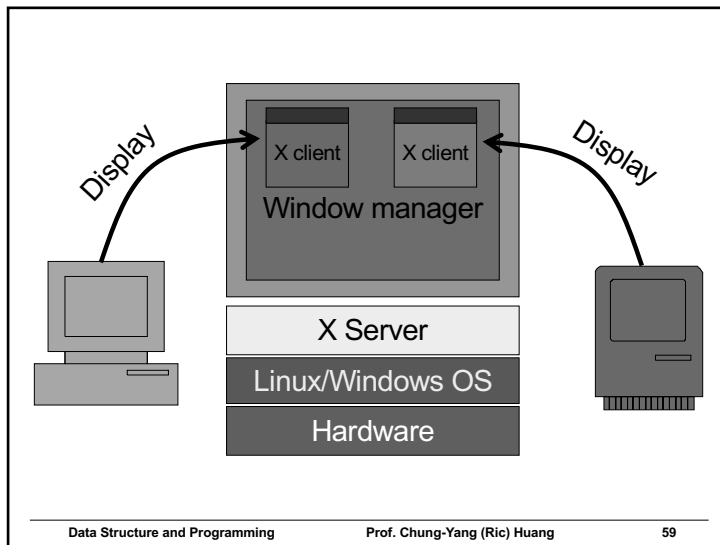 Display
X client
X client
Display
Window manager
X Server
Linux/Windows OS
Hardware
Data Structure and Programming Prof. Chung-Yang (Ric) Huang 59